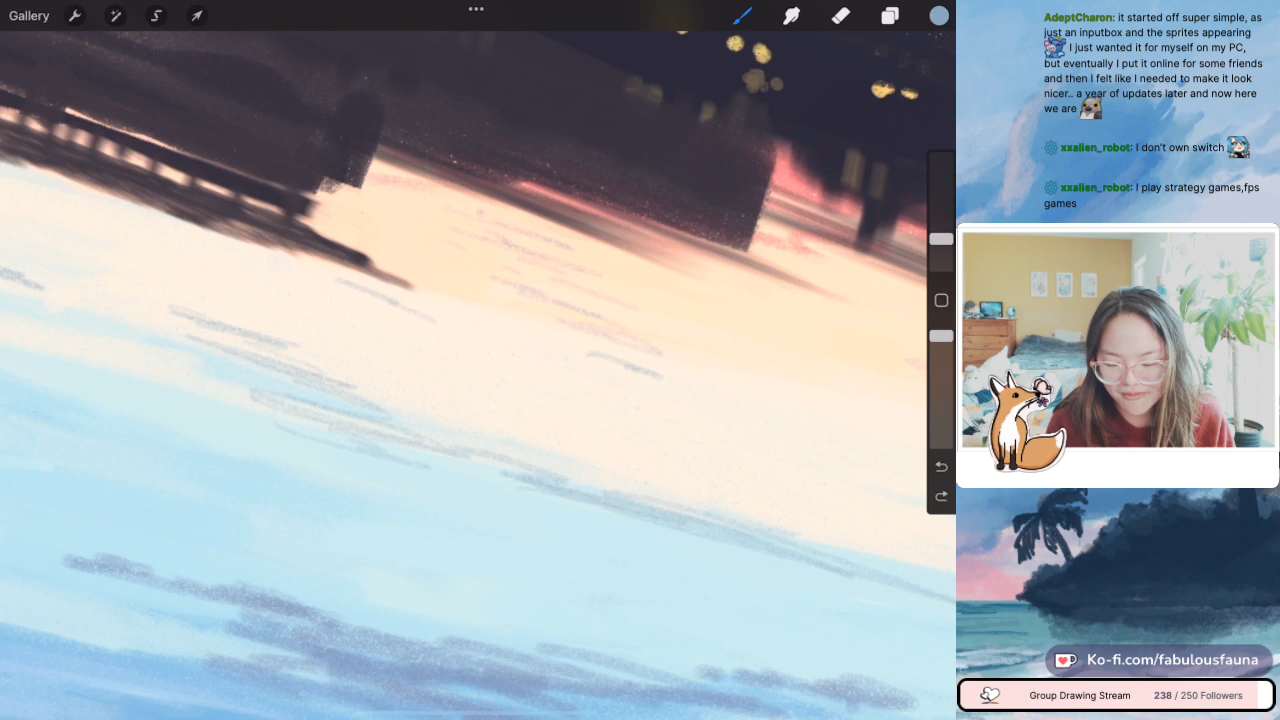 Gallery
AdeptCharon: it started off super simple, as
just an inputbox and the sprites appearing
I just wanted it for myself on my PC,
but eventually I put it online for some friends
and then I felt like I needed to make it look
nicer.. a year of updates later and now here
we are
xxalien_robot: I don't own switch
xxalien_robot: I play strategy games,fps
games
Ko-fi.com/fabulousfauna
Group Drawing Stream 238 / 250 Followers